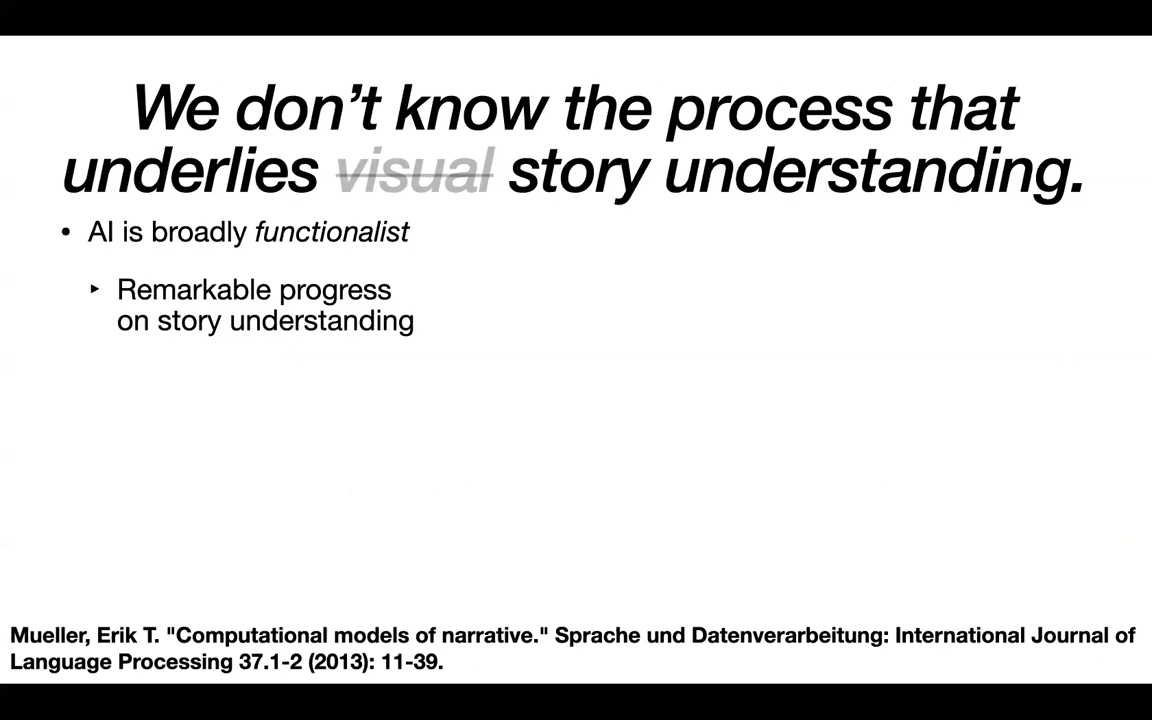 We don't know the process that
underlies visual story understanding.
• AI is broadly functionalist
‣ Remarkable progress
on story understanding
Mueller, Erik T. "Computational models of narrative." Sprache und Datenverarbeitung: International Journal of
Language Processing 37.1-2 (2013): 11-39.